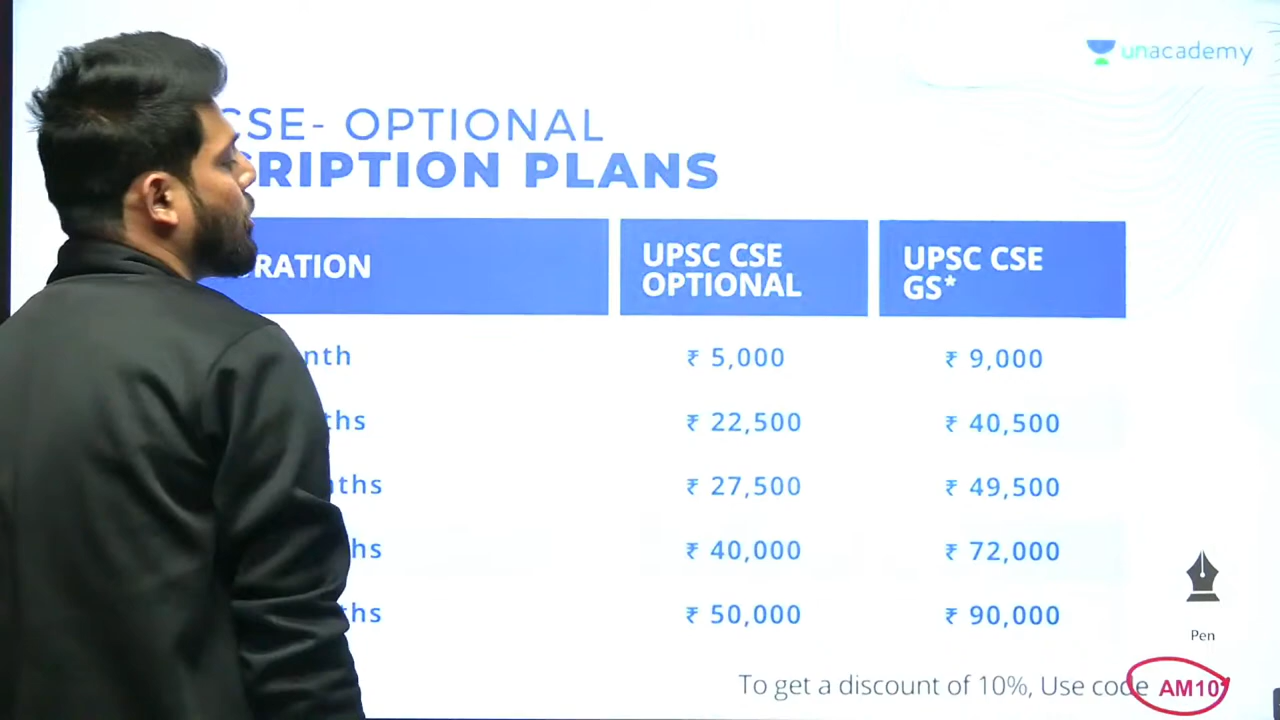 unacademy
CSE- OPTIONAL
CRIPTION PLANS
RATION
UPSC CSE
OPTIONAL
UPSC CSE
GS*
nth
₹ 5,000
₹ 9,000
ths
₹ 22,500
₹ 40,500
nths
₹ 27,500
₹ 49,500
hs
₹ 40,000
₹ 72,000
ths
₹ 50,000
₹ 90,000
Pen
To get a discount of 10%, Use code AM10